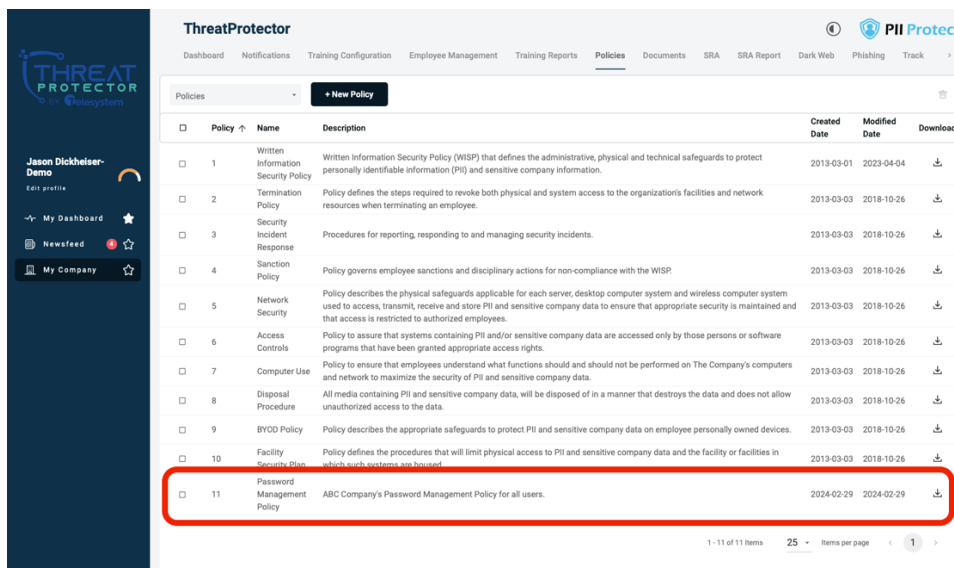 ThreatProtector
PII Protec
Dashboard Notifications Training Configuration Employee Management Training Reports Policies Documents SRA SRA Report Dark Web Phishing Track
THREAT
PROTECTOR
BY Telesystem
Jason Dickheiser-
Demo
Edit profile
My Dashboard
Newsfeed 4
My Company
Policies
+ New Policy
Policy Name Description Created Date Modified Date Download
1 Written Information Security Policy
Written Information Security Policy (WISP) that defines the administrative, physical and technical safeguards to protect
personally identifiable information (PII) and sensitive company information.
2013-03-01 2023-04-04
2 Termination Policy
Policy defines the steps required to revoke both physical and system access to the organization's facilities and network
resources when terminating an employee.
2013-03-03 2018-10-26
3 Security Incident Response
Procedures for reporting, responding to and managing security incidents.
2013-03-03 2018-10-26
4 Sanction Policy
Policy governs employee sanctions and disciplinary actions for non-compliance with the WISP.
2013-03-03 2018-10-26
5 Network Security
Policy describes the physical safeguards applicable for each server, desktop computer system and wireless computer system
used to access, transmit, receive and store PII and sensitive company data to ensure that appropriate security is maintained and
that access is restricted to authorized employees.
2013-03-03 2018-10-26
6 Access Controls
Policy to assure that systems containing PII and/or sensitive company data are accessed only by those persons or software
programs that have been granted appropriate access rights.
2013-03-03 2018-10-26
7 Computer Use
Policy to ensure that employees understand what functions should and should not be performed on The Company's computers
and network to maximize the security of PII and sensitive company data.
2013-03-03 2018-10-26
8 Disposal Procedure
All media containing PII and sensitive company data, will be disposed of in a manner that destroys the data and does not allow
unauthorized access to the data.
2013-03-03 2018-10-26
9 BYOD Policy
Policy describes the appropriate safeguards to protect PII and sensitive company data on employee personally owned devices.
2013-03-03 2018-10-26
10 Facility Security Plan
Policy defines the procedures that will limit physical access to PII and sensitive company data and the facility or facilities in
which such systems are housed.
2013-03-03 2018-10-26
11 Password Management Policy
ABC Company's Password Management Policy for all users.
2024-02-29 2024-02-29
1 - 11 of 11 Items 25 Items per page 1